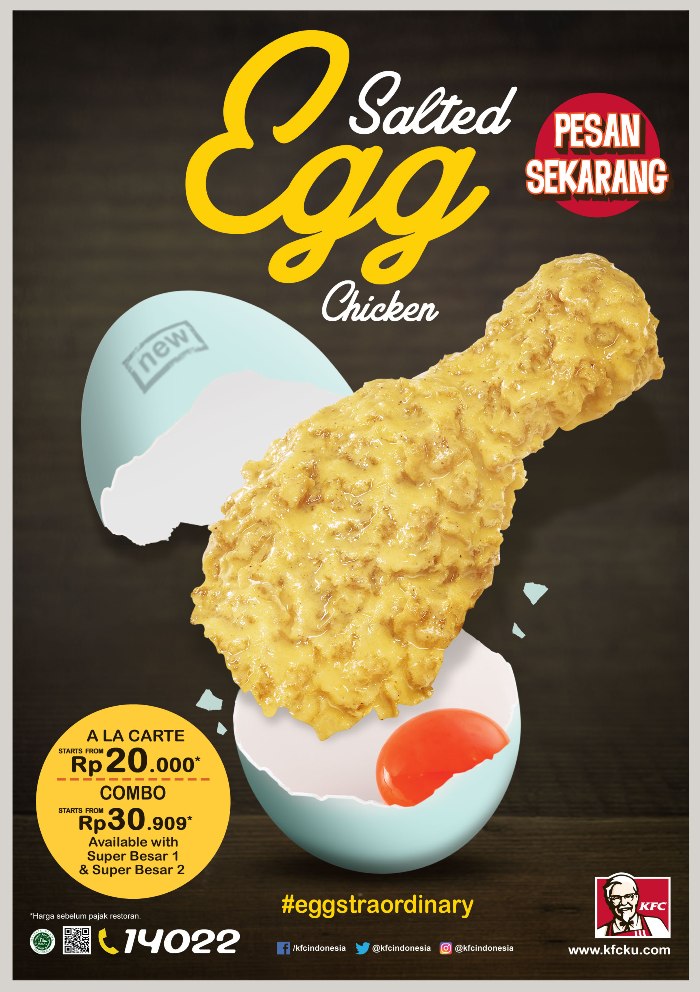 Salted
Egg
Chicken
PESAN
SEKARANG
new
A LA CARTE
STARTS FROM
Rp20.000*
COMBO
STARTS FROM
Rp30.909*
Available with
Super Besar 1
& Super Besar 2
#eggstraordinary
*Harga sebelum pajak restoran.
14022
/kfcindonesia
@kfcindonesia
@kfcindonesia
KFC
www.kfcku.com